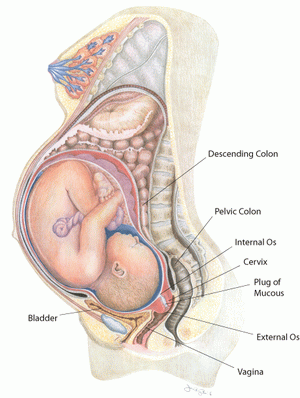 Descending Colon
Pelvic Colon
Internal Os
Cervix
Plug of
Mucous
Bladder
External Os
Vagina